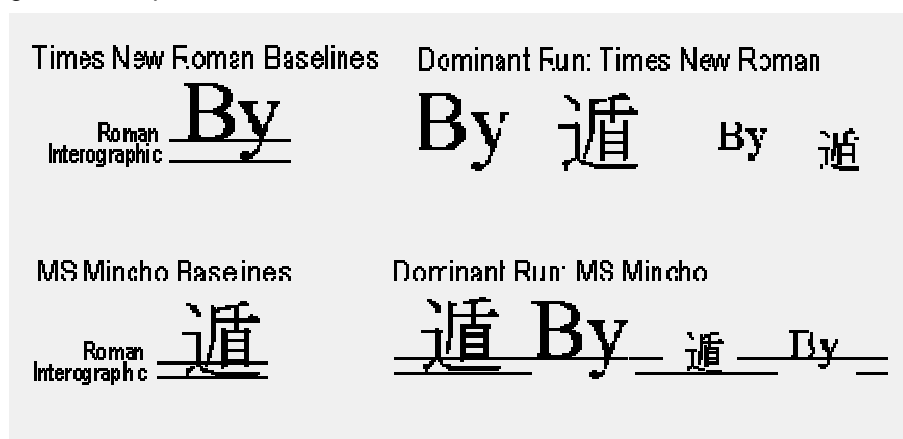 Times New Roman Baselines
By
Roman
Interographic
Dominant Run: Times New Roman
By 遁 By 遁
MS Mincho Baselines
遁
Roman
Interographic
Dominant Run: MS Mincho
遁 By 遁 By